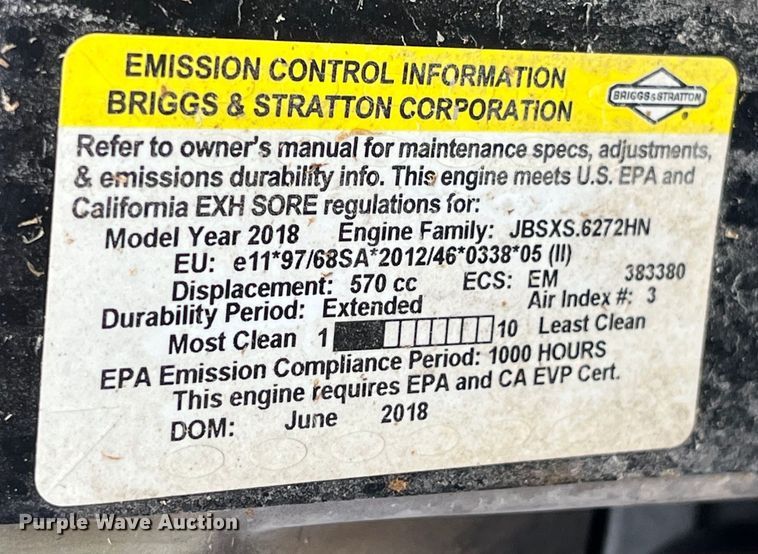 EMISSION CONTROL INFORMATION
BRIGGS & STRATTON CORPORATION
BRIGGS & STRATTON
®
Refer to owner's manual for maintenance specs, adjustments,
& emissions durability info. This engine meets U.S. EPA and
California EXH SORE regulations for:
Model Year 2018 Engine Family: JBSXS.6272HN
EU: e11*97/68SA*2012/46*0338*05 (II)
Displacement: 570 cc ECS: EM 383380
Durability Period: Extended Air Index #: 3
Most Clean 1 10 Least Clean
EPA Emission Compliance Period: 1000 HOURS
This engine requires EPA and CA EVP Cert.
DOM: June 2018
Purple Wave Auction